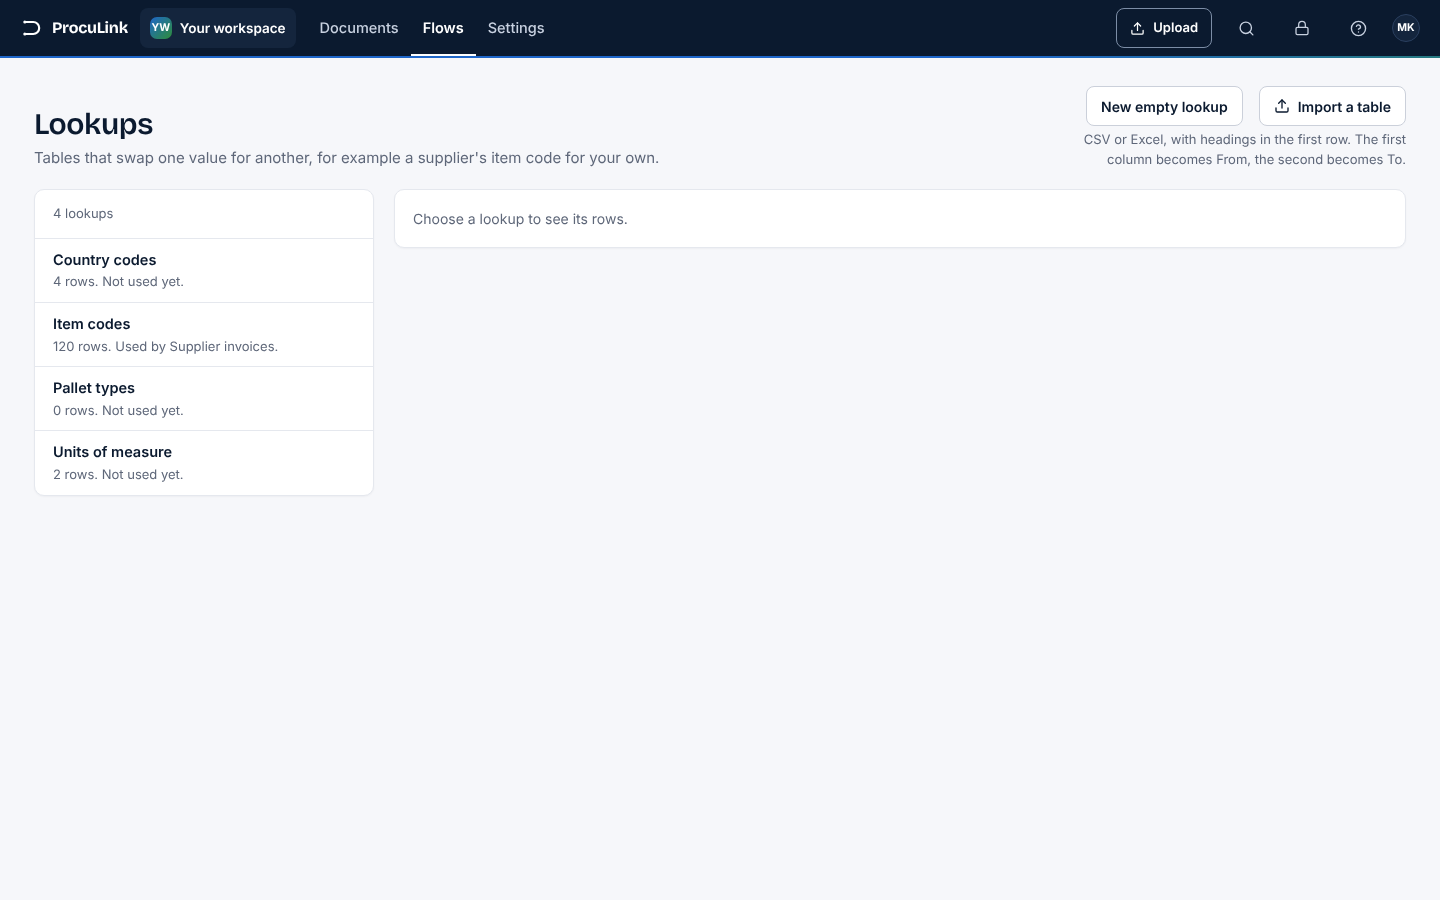 ProcuLink
YW
Your workspace
Documents
Flows
Settings
Upload
MK
Lookups
Tables that swap one value for another, for example a supplier's item code for your own.
New empty lookup
Import a table
CSV or Excel, with headings in the first row. The first
column becomes From, the second becomes To.
4 lookups
Country codes
4 rows. Not used yet.
Item codes
120 rows. Used by Supplier invoices.
Pallet types
0 rows. Not used yet.
Units of measure
2 rows. Not used yet.
Choose a lookup to see its rows.